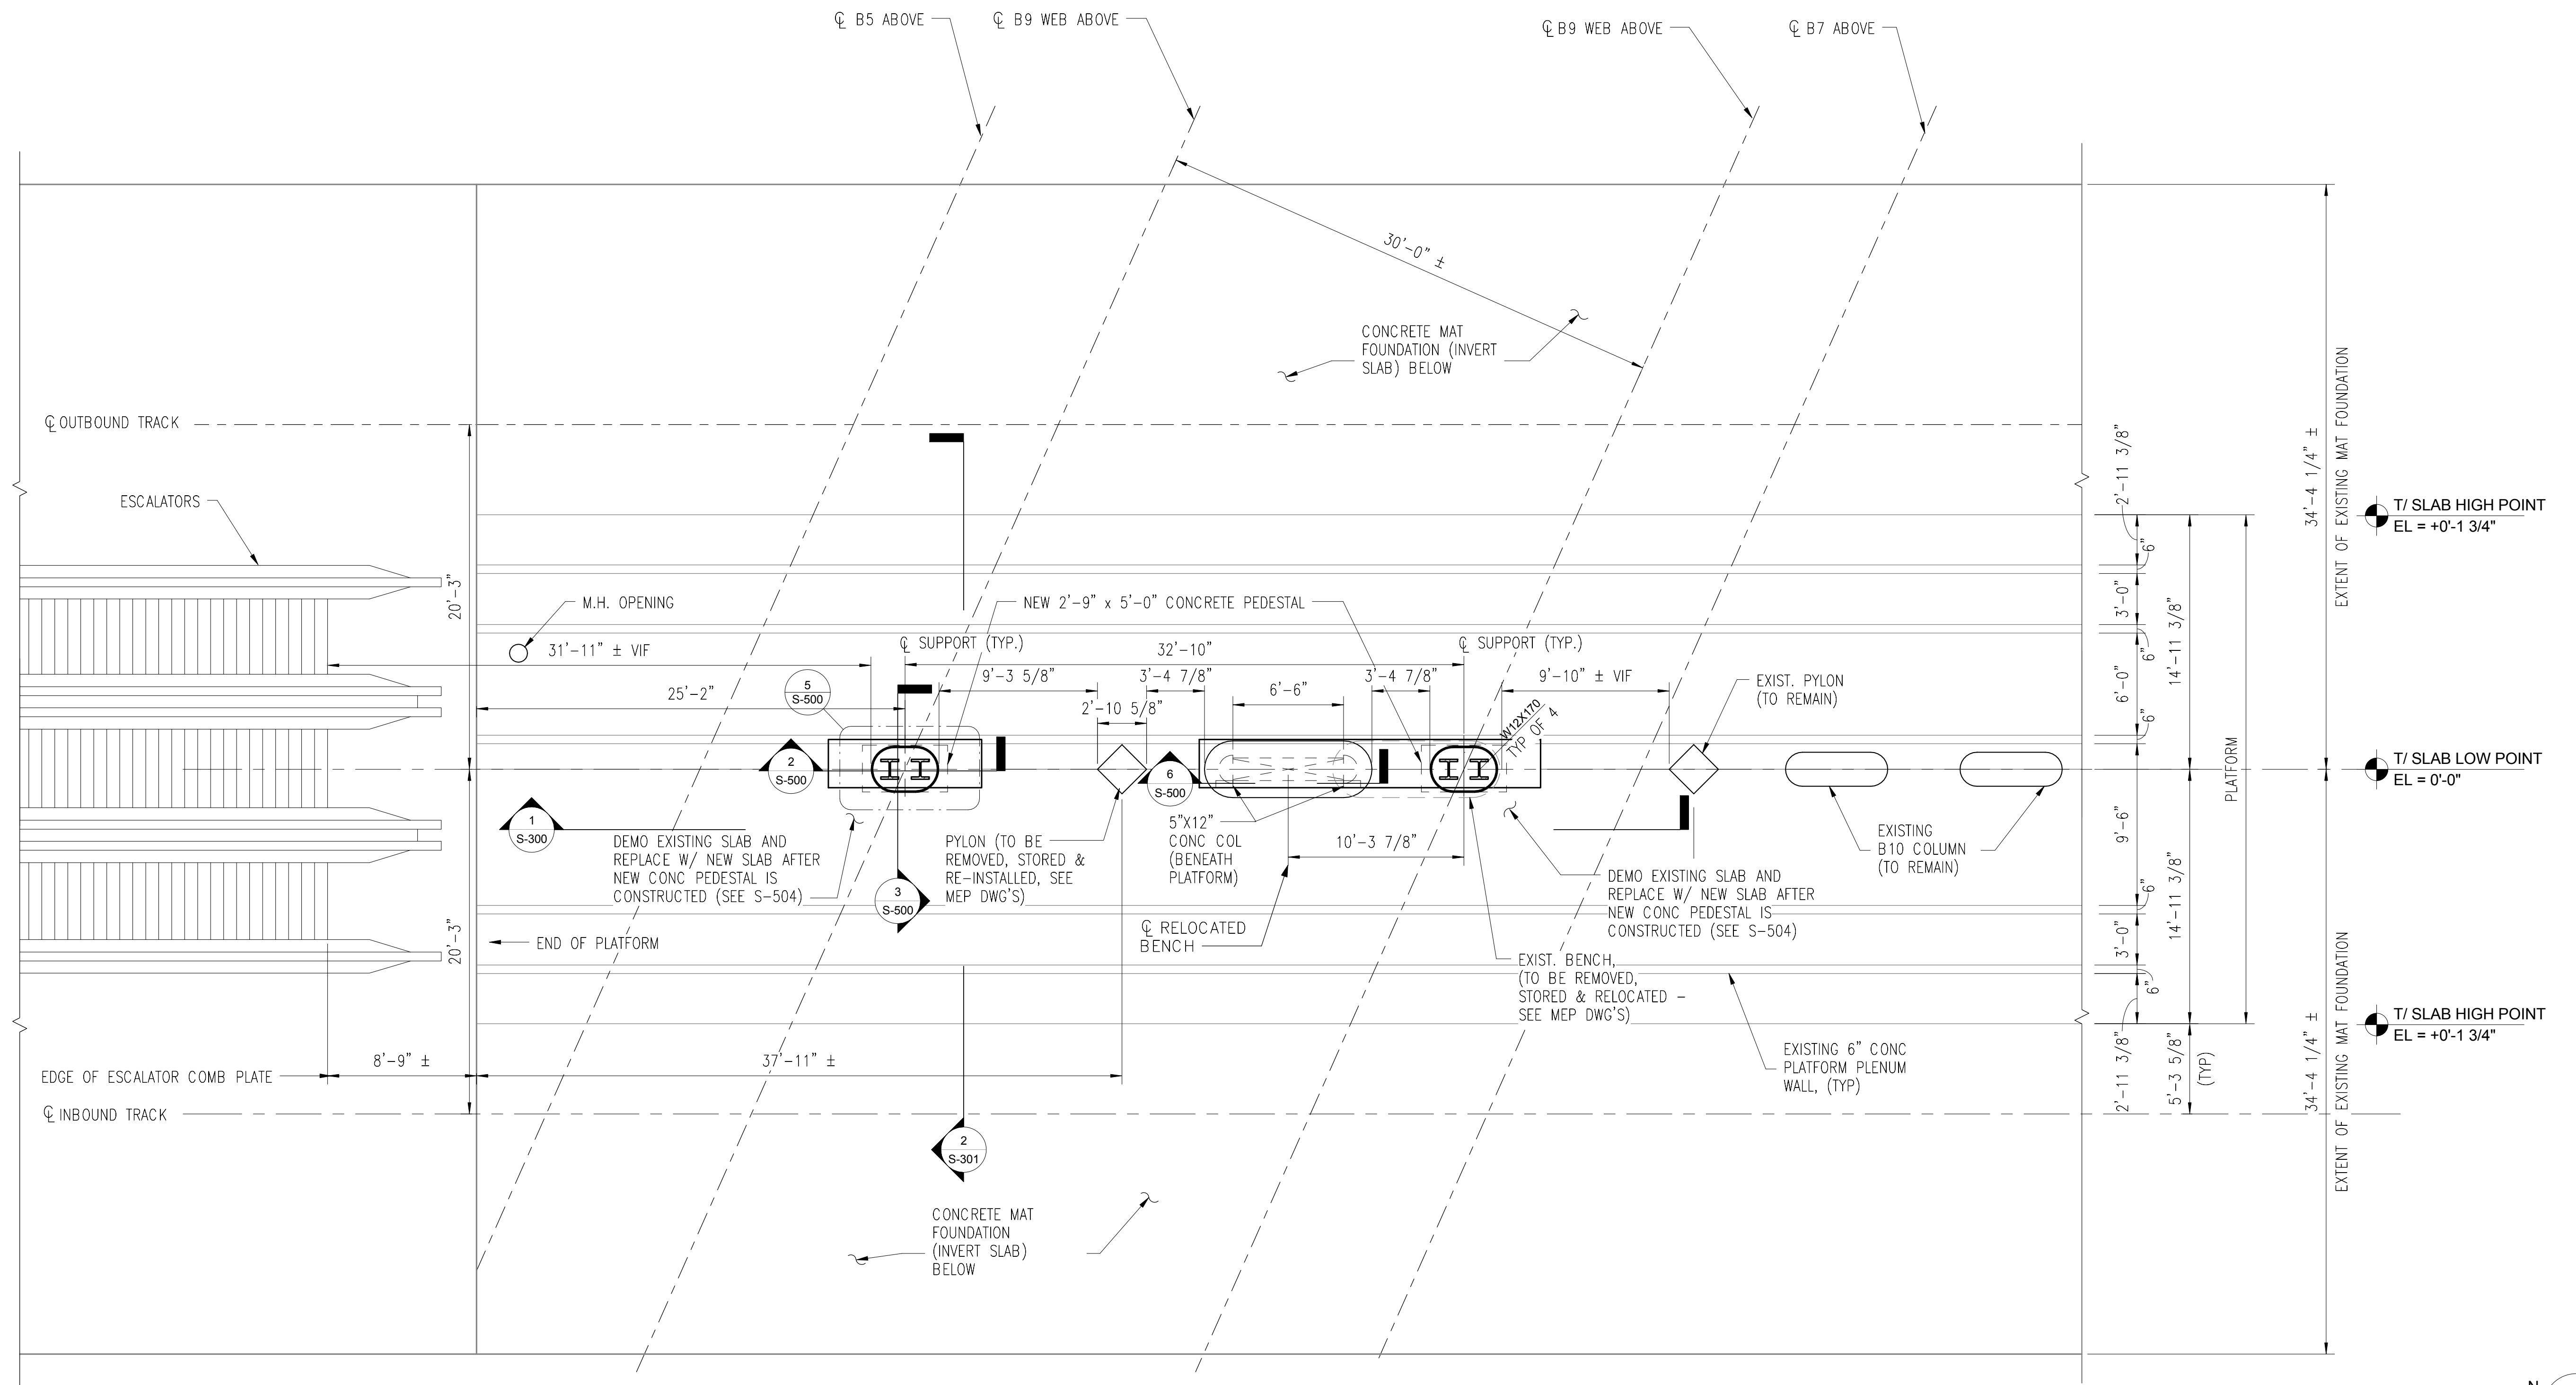 ℄ B5 ABOVE
℄ B9 WEB ABOVE
℄ B9 WEB ABOVE
℄ B7 ABOVE
30'-0" ±
CONCRETE MAT
FOUNDATION (INVERT
SLAB) BELOW
℄ OUTBOUND TRACK
ESCALATORS
20'-3"
M.H. OPENING
NEW 2'-9" x 5'-0" CONCRETE PEDESTAL
31'-11" ± VIF
℄ SUPPORT (TYP.)
32'-10"
℄ SUPPORT (TYP.)
25'-2"
5
S-500
9'-3 5/8"
3'-4 7/8"
6'-6"
3'-4 7/8"
9'-10" ± VIF
2'-10 5/8"
W12X170
TYP OF 4
EXIST. PYLON
(TO REMAIN)
2
S-500
6
S-500
1
S-300
DEMO EXISTING SLAB AND
REPLACE W/ NEW SLAB AFTER
NEW CONC PEDESTAL IS
CONSTRUCTED (SEE S-504)
3
S-500
PYLON (TO BE
REMOVED, STORED &
RE-INSTALLED, SEE
MEP DWG'S)
5"X12"
CONC COL
(BENEATH
PLATFORM)
10'-3 7/8"
℄ RELOCATED
BENCH
DEMO EXISTING SLAB AND
REPLACE W/ NEW SLAB AFTER
NEW CONC PEDESTAL IS
CONSTRUCTED (SEE S-504)
EXISTING
B10 COLUMN
(TO REMAIN)
END OF PLATFORM
20'-3"
EXIST. BENCH,
(TO BE REMOVED,
STORED & RELOCATED -
SEE MEP DWG'S)
EXISTING 6" CONC
PLATFORM PLENUM
WALL, (TYP)
EDGE OF ESCALATOR COMB PLATE
8'-9" ±
37'-11" ±
℄ INBOUND TRACK
2
S-301
CONCRETE MAT
FOUNDATION
(INVERT SLAB)
BELOW
2'-11 3/8"
6"
3'-0"
6"
6'-0"
6"
9'-6"
6"
3'-0"
6"
2'-11 3/8"
14'-11 3/8"
14'-11 3/8"
5'-3 5/8"
(TYP)
PLATFORM
34'-4 1/4" ±
EXTENT OF EXISTING MAT FOUNDATION
34'-4 1/4" ±
EXTENT OF EXISTING MAT FOUNDATION
T/ SLAB HIGH POINT
EL = +0'-1 3/4"
T/ SLAB LOW POINT
EL = 0'-0"
T/ SLAB HIGH POINT
EL = +0'-1 3/4"
N